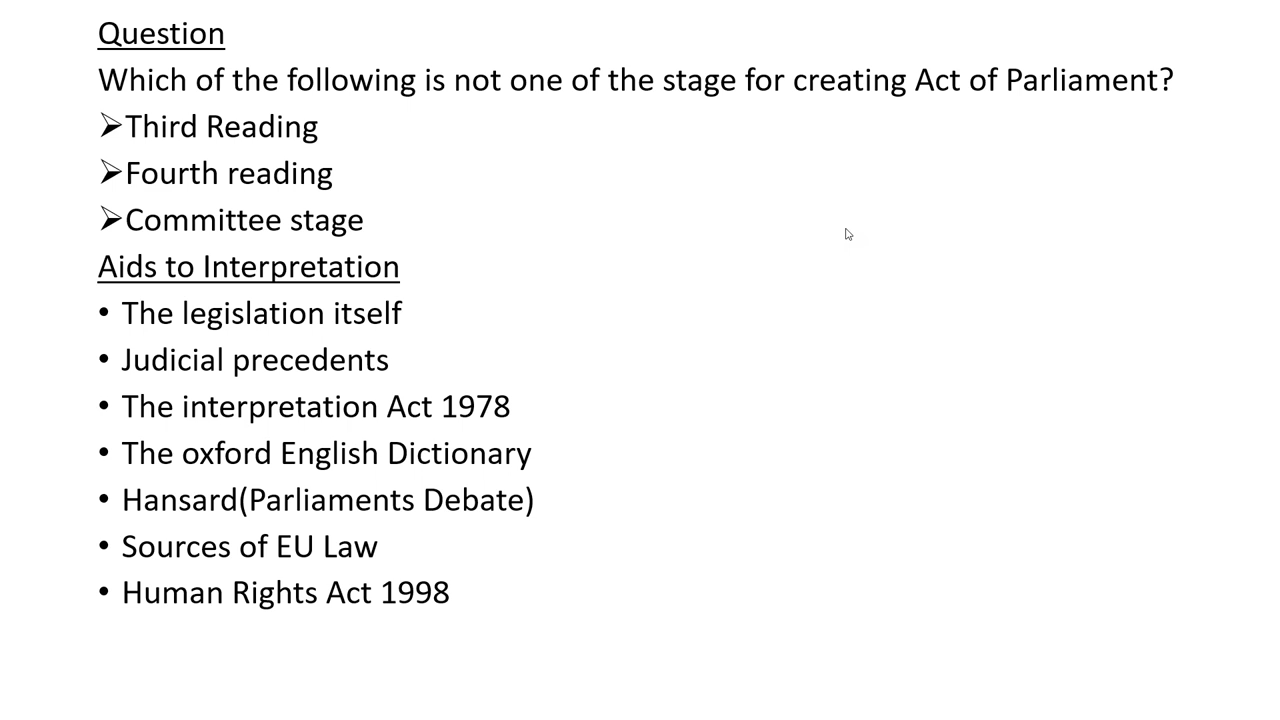 Question
Which of the following is not one of the stage for creating Act of Parliament?
➢Third Reading
➢Fourth reading
➢Committee stage
Aids to Interpretation
• The legislation itself
• Judicial precedents
• The interpretation Act 1978
• The oxford English Dictionary
• Hansard(Parliaments Debate)
• Sources of EU Law
• Human Rights Act 1998